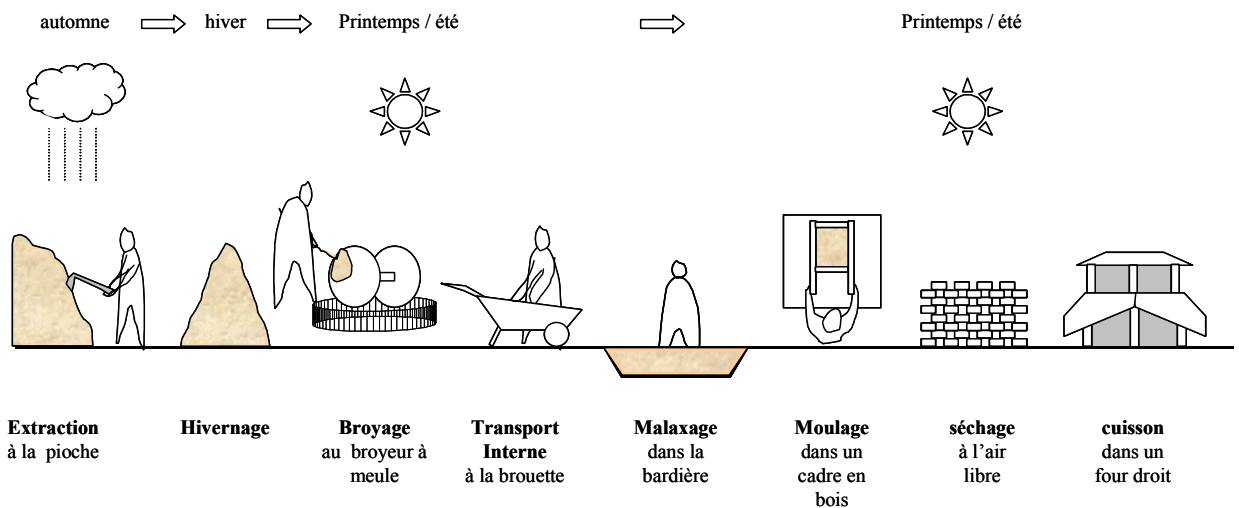 automne
hiver
Printemps / été
Printemps / été
Extraction
à la pioche
Hivernage
Broyage
au broyeur à
meule
Transport
Interne
à la brouette
Malaxage
dans la
bardière
Moulage
dans un
cadre en
bois
séchage
à l'air
libre
cuisson
dans un
four droit